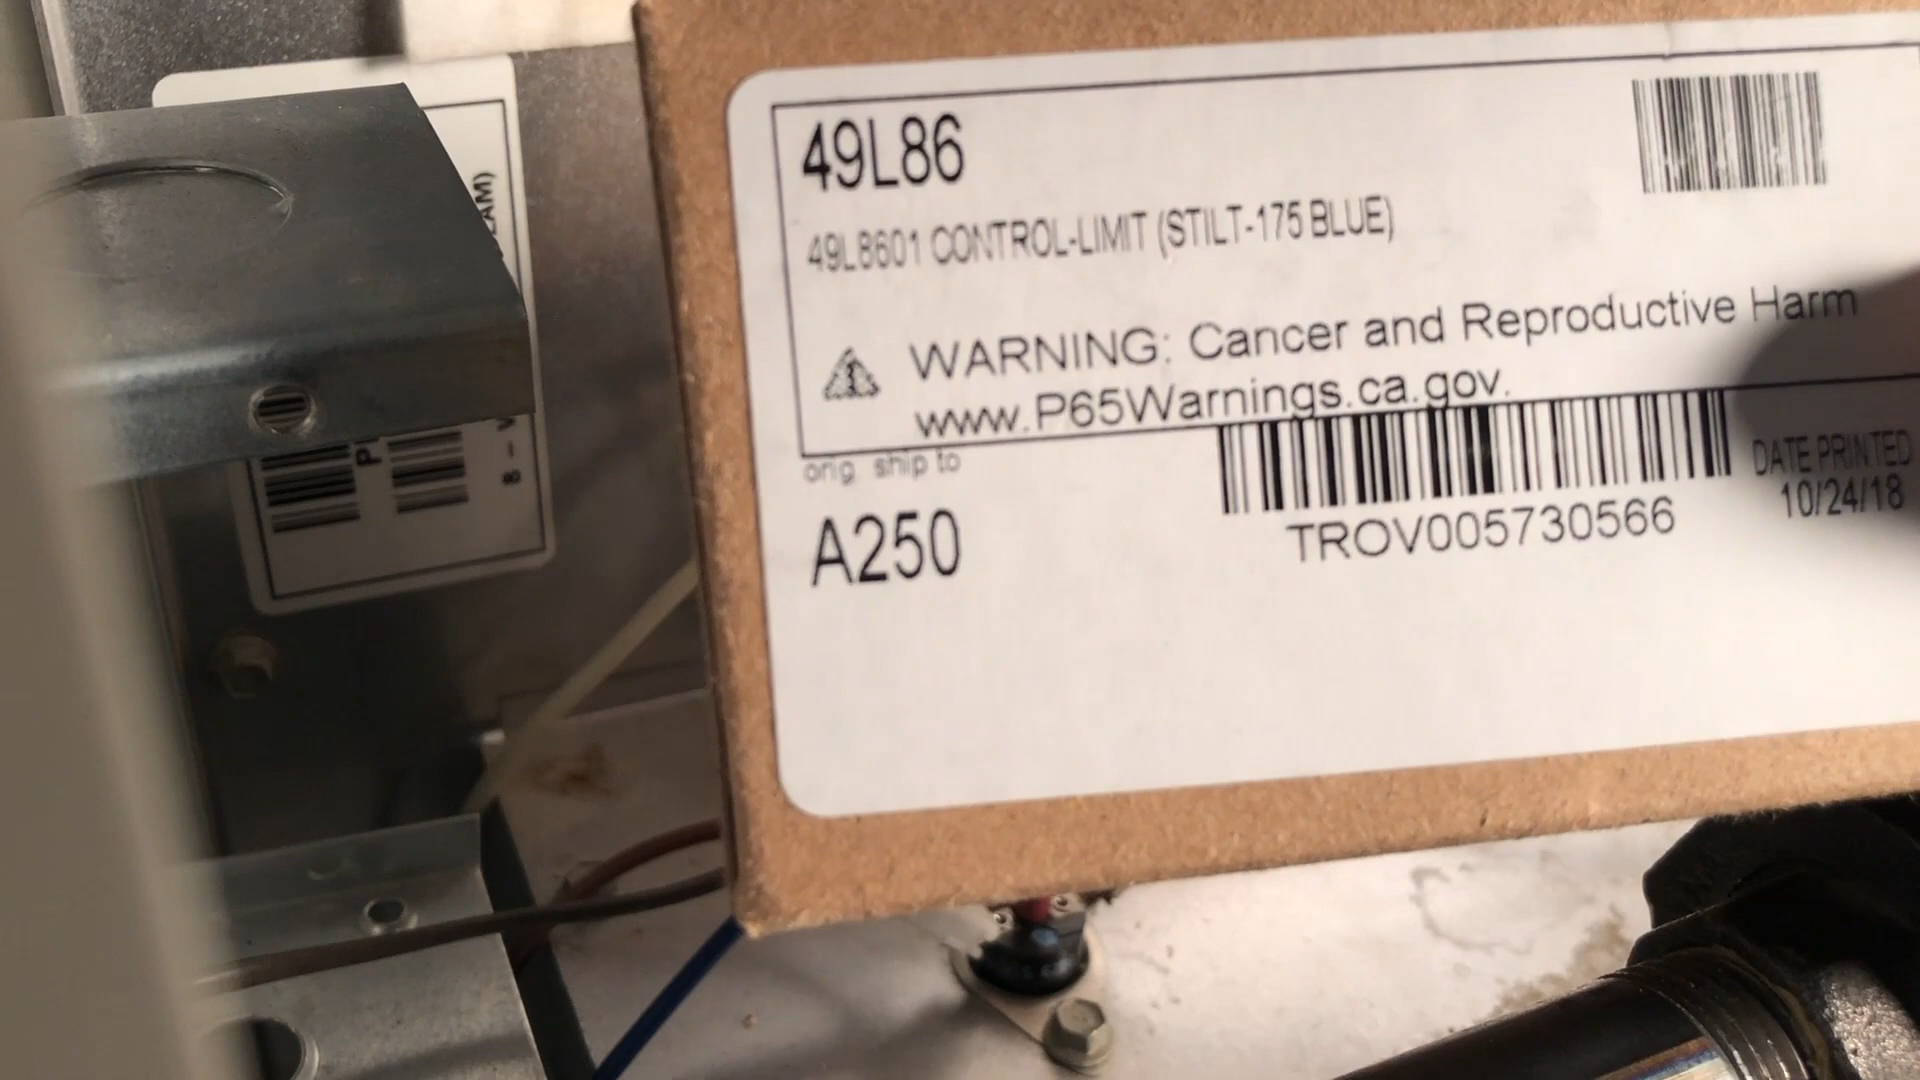 49L86
49L8601 CONTROL-LIMIT (STILT-175 BLUE)
WARNING: Cancer and Reproductive Harm
www.P65Warnings.ca.gov.
orig ship to
A250
TROV005730566
DATE PRINTED
10/24/18